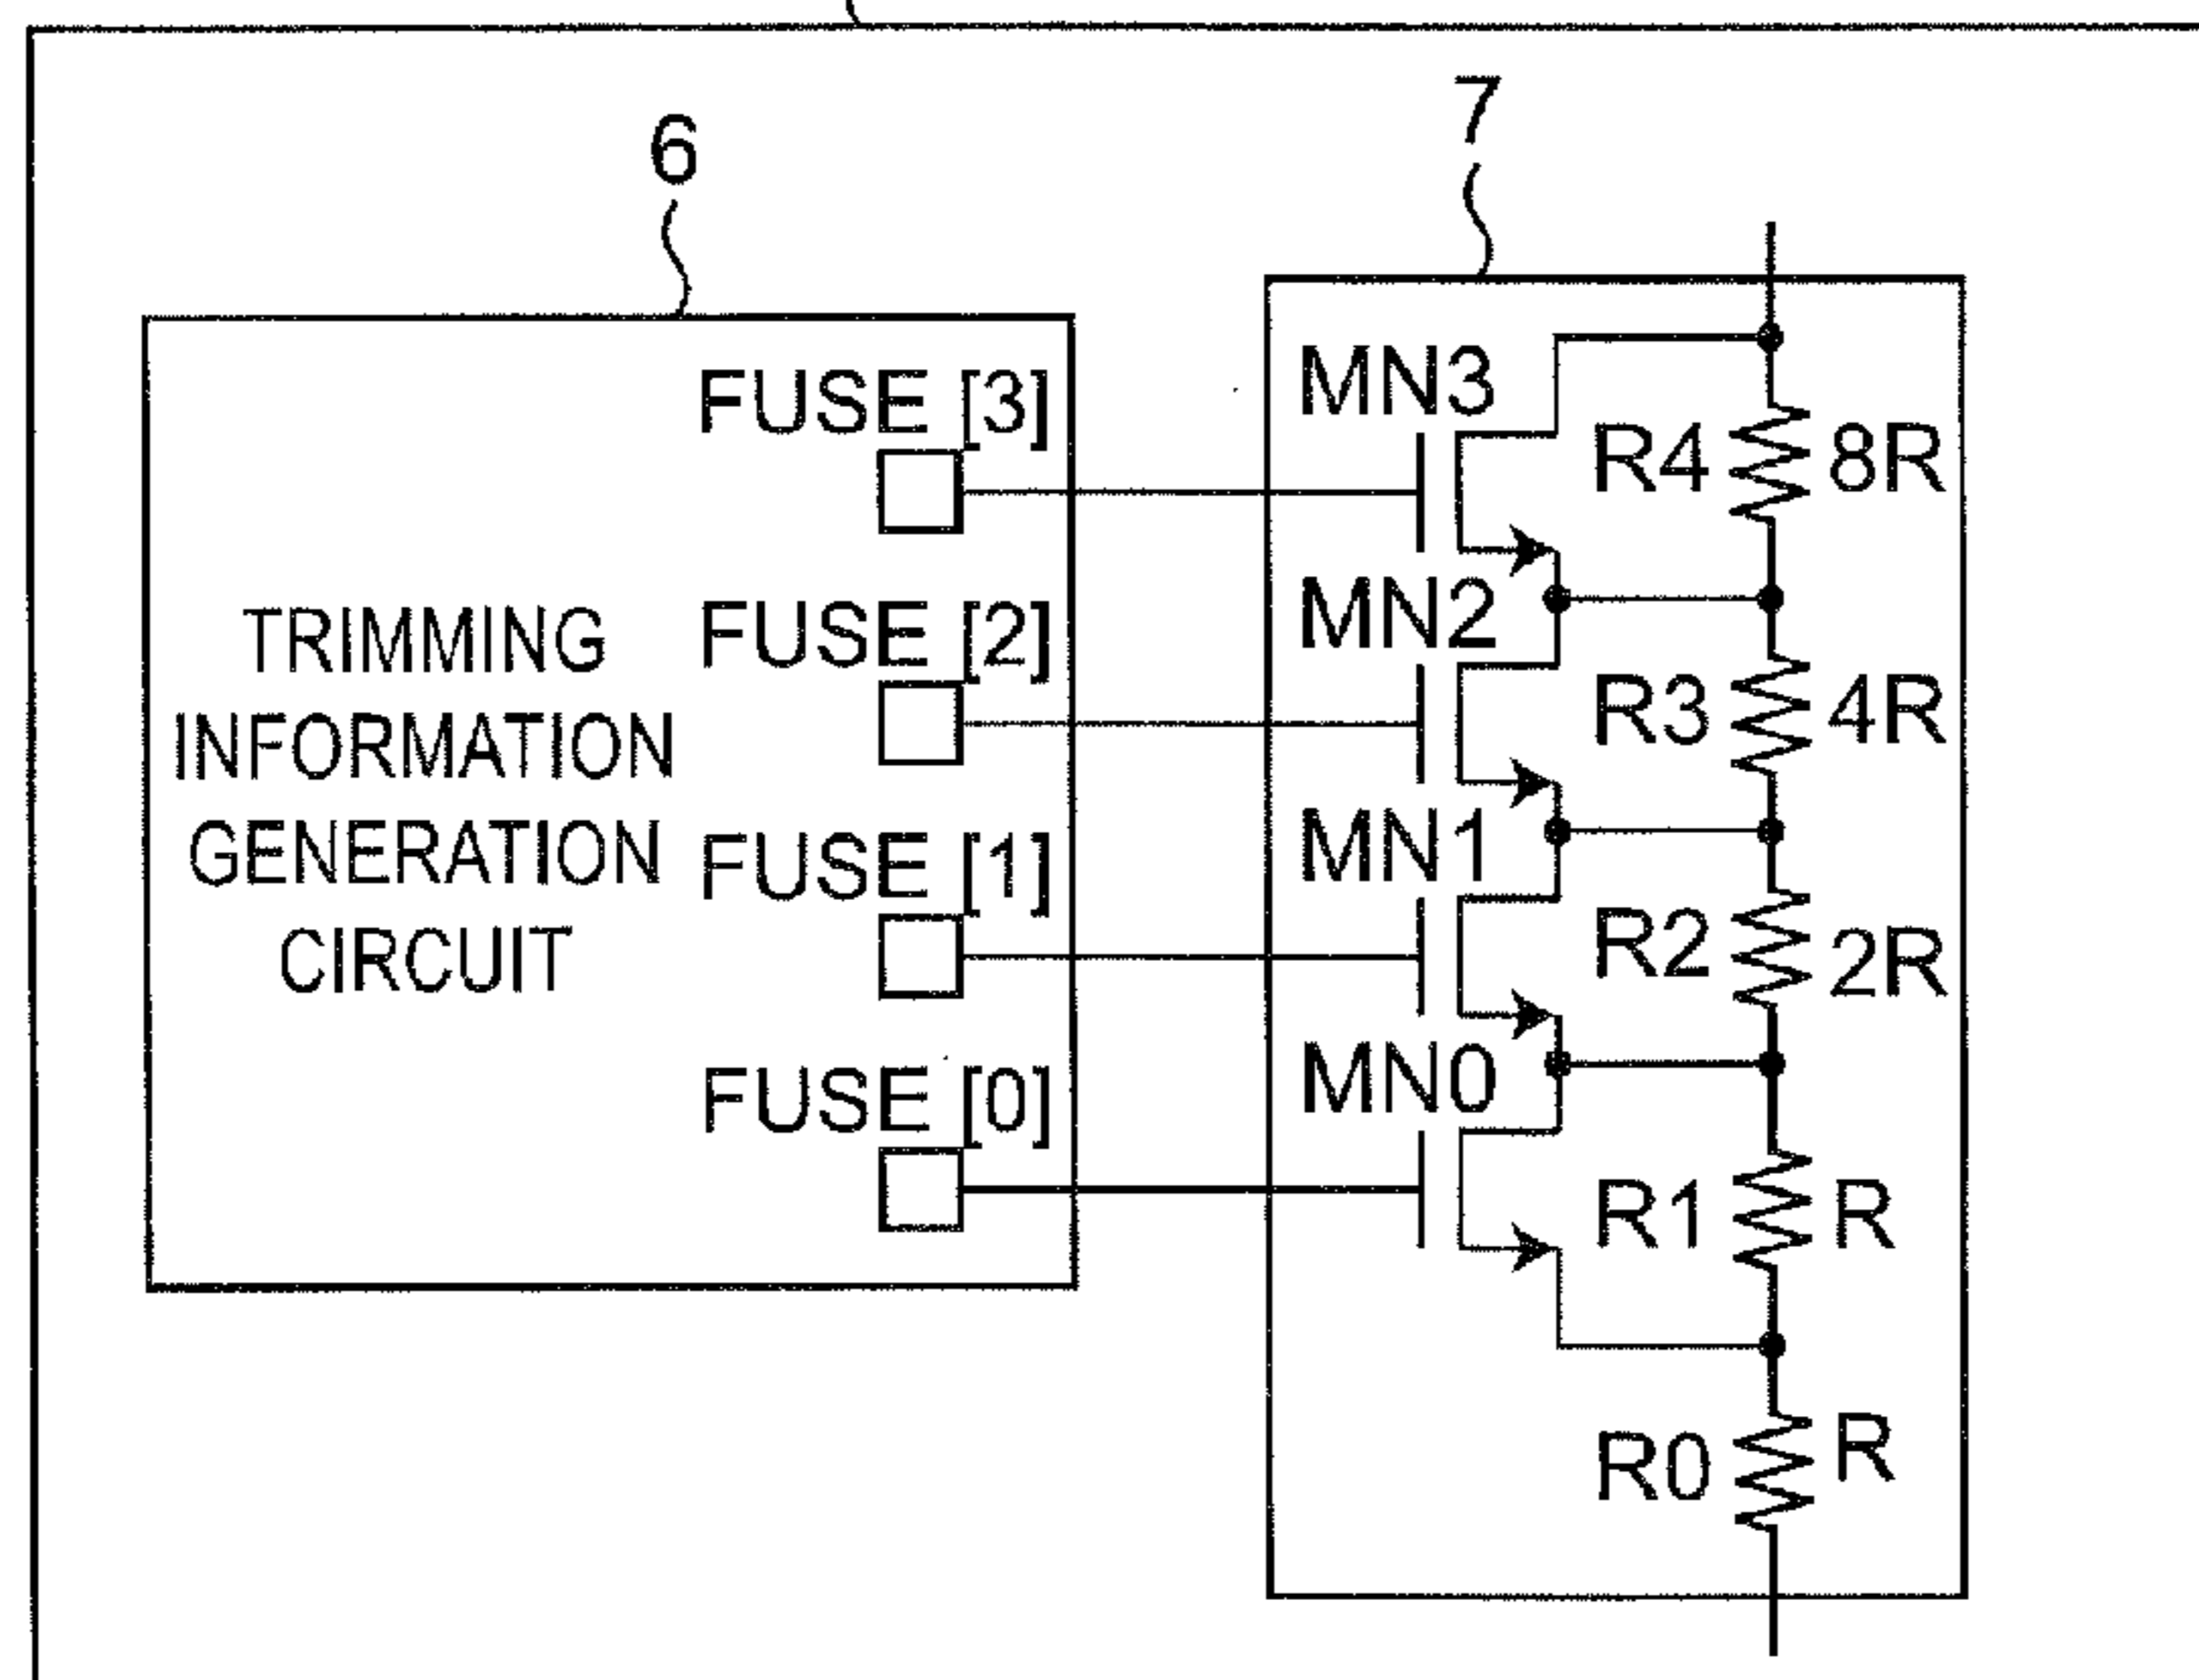 6
7
FUSE [3]
FUSE [2]
FUSE [1]
FUSE [0]
TRIMMING
INFORMATION
GENERATION
CIRCUIT
MN3
R4 8R
MN2
R3 4R
MN1
R2 2R
MN0
R1 R
R0 R